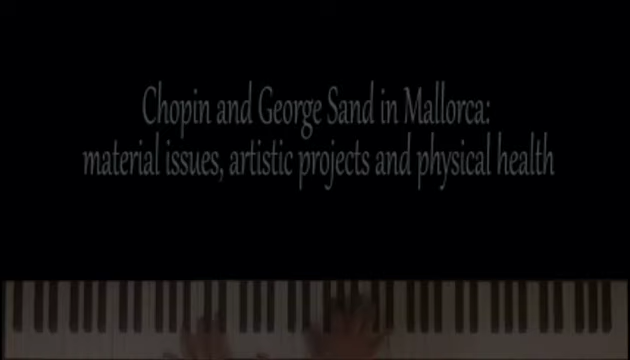 Chopin and George Sand in Mallorca:
material issues, artistic projects and physical health